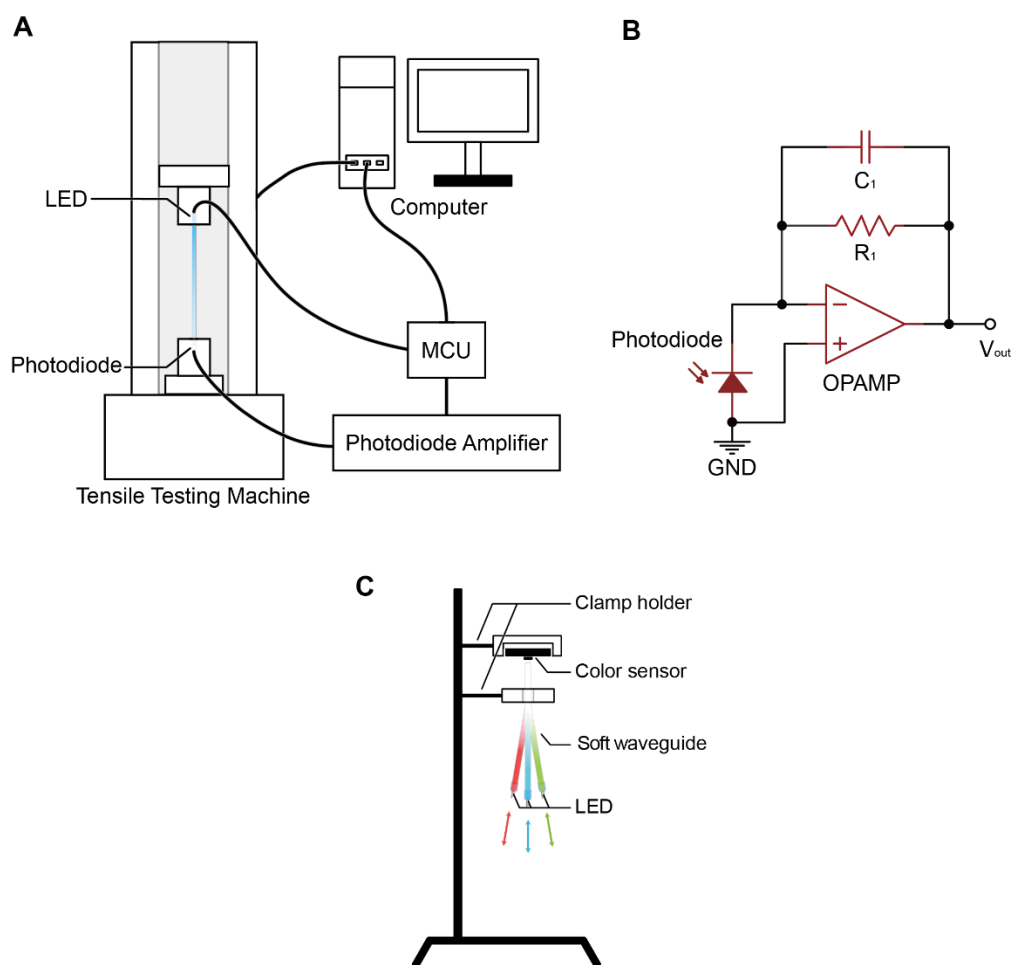 A
LED
Photodiode
Computer
MCU
Photodiode Amplifier
Tensile Testing Machine
B
C₁
R₁
Photodiode
OPAMP
Vout
GND
C
Clamp holder
Color sensor
Soft waveguide
LED